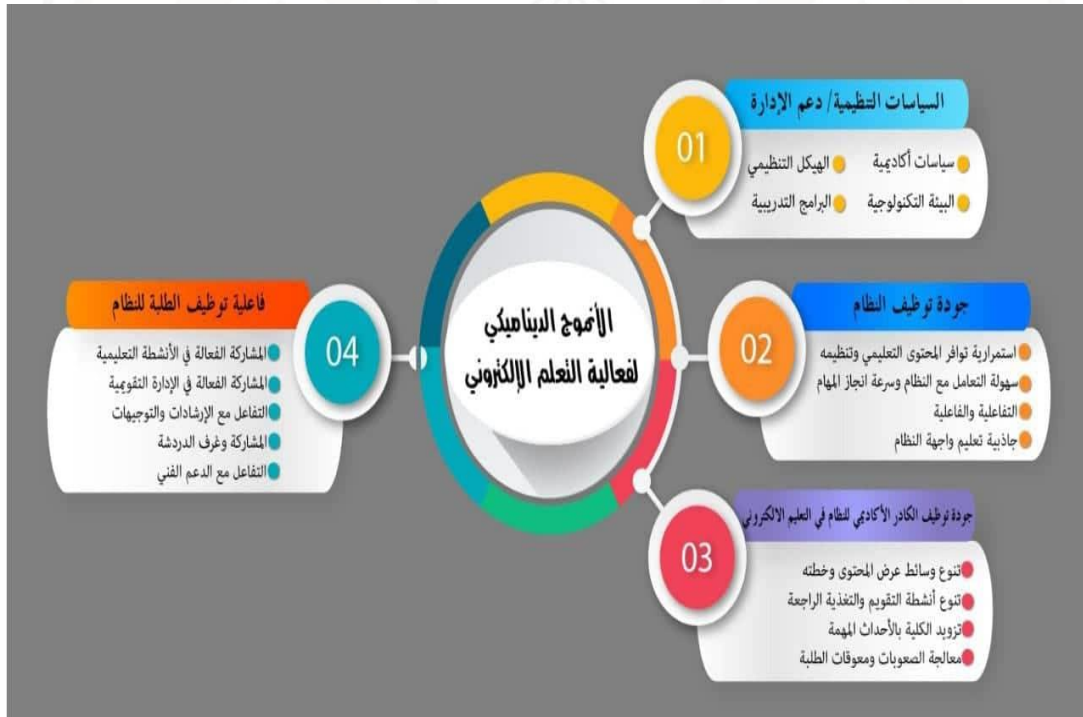 الأنموج الديناميكي
لفعالية التعلم الإلكتروني
01
السياسات التنظيمية/ دعم الإدارة
سياسات أكاديمية
الهيكل التنظيمي
البيئة التكنولوجية
البرامج التدريبية
02
جودة توظيف النظام
استمرارية توافر المحتوى التعليمي وتنظيمه
سهولة التعامل مع النظام وسرعة انجاز المهام
التفاعلية والفاعلية
جاذبية تعليم واجهة النظام
03
جودة توظيف الكادر الأكاديمي للنظام في التعليم الالكتروني
تنوع وسائط عرض المحتوى وخطته
تنوع أنشطة التقويم والتغذية الراجعة
تزويد الكلية بالأحداث المهمة
معالجة الصعوبات ومعوقات الطلبة
04
فاعلية توظيف الطلبة للنظام
المشاركة الفعالة في الأنشطة التعليمية
المشاركة الفعالة في الإدارة التقويمية
التفاعل مع الإرشادات والتوجيهات
المشاركة وغرف الدردشة
التفاعل مع الدعم الفني